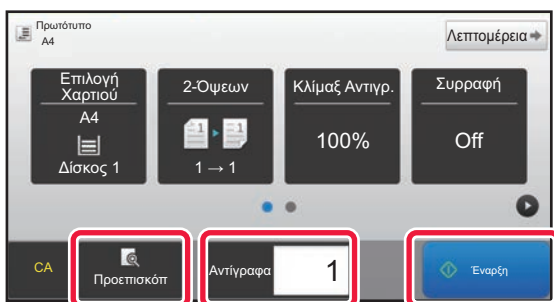 Πρωτότυπο
A4
Λεπτομέρεια
Επιλογή
Χαρτιού
A4
Δίσκος 1
2-Όψεων
1 → 1
Κλίμαξ Αντιγρ.
100%
Συρραφή
Off
CA
Προεπισκόπ
Αντίγραφα
1
Έναρξη